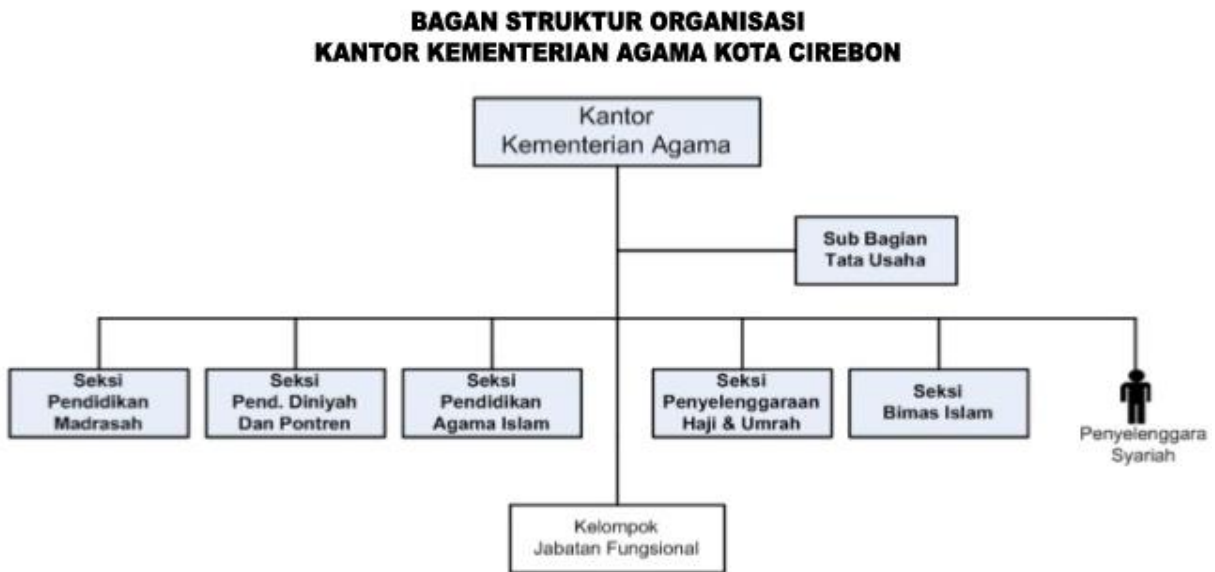 BAGAN STRUKTUR ORGANISASI
KANTOR KEMENTERIAN AGAMA KOTA CIREBON
Kantor
Kementerian Agama
Sub Bagian
Tata Usaha
Seksi
Pendidikan
Madrasah
Seksi
Pend. Diniyah
Dan Pontren
Seksi
Pendidikan
Agama Islam
Seksi
Penyelenggaraan
Haji & Umrah
Seksi
Bimas Islam
Penyelenggara
Syariah
Kelompok
Jabatan Fungsional